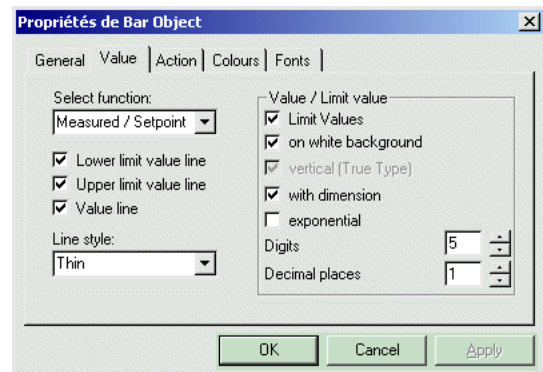 Propriétés de Bar Object
General Value Action Colours Fonts
Select function:
Measured / Setpoint
Lower limit value line
Upper limit value line
Value line
Line style:
Thin
Value / Limit value
Limit Values
on white background
vertical (True Type)
with dimension
exponential
Digits 5
Decimal places 1
OK Cancel Apply